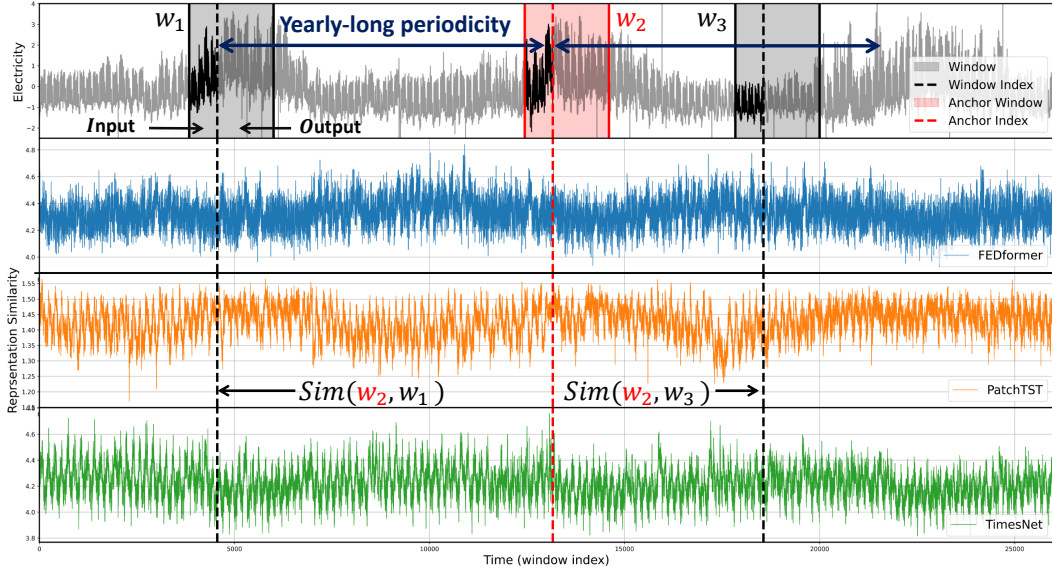 w1 Yearly-long periodicity w2 w3
Electricity
4
3
2
1
0
−1
−2
Input Output
Window
Window Index
Anchor Window
Anchor Index
4.8
4.6
4.4
4.2
4.0
FEDformer
Reprsentation Similarity
1.55
1.50
1.45
1.40
1.35
1.30
1.25
1.20
Sim(w2, w1) Sim(w2, w3)
PatchTST
4.6
4.4
4.2
4.0
3.8
TimesNet
0 5000 10000 15000 20000 25000
Time (window index)